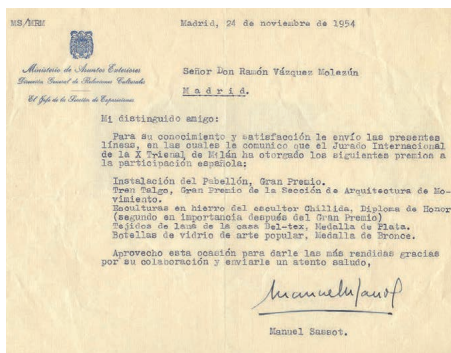 MS/MRM
Madrid, 24 de noviembre de 1954
Ministerio de Asuntos Exteriores
Dirección General de Relaciones Culturales
El Jefe de la Sección de Exposiciones
Señor Don Ramón Vázquez Molezún
Madrid.
Mi distinguido amigo:
Para su conocimiento y satisfacción le envío las presentes
líneas, en las cuales le comunico que el Jurado Internacional
de la X Trienal de Milán ha otorgado los siguientes premios a
la participación española;
Instalación del Pabellón, Gran Premio.
Tren Talgo, Gran Premio de la Sección de Arquitectura de Mo-
vimiento.
Esculturas en hierro del escultor Chillida, Diploma de Honor
(segundo en importancia después del Gran Premio)
Tejidos de lana de la casa Bel-tex, Medalla de Plata.
Botellas de vidrio de arte popular, Medalla de Bronce.
Aprovecho esta ocasión para darle las más rendidas gracias
por su colaboración y enviarle un atento saludo,
Manuel Sassot.